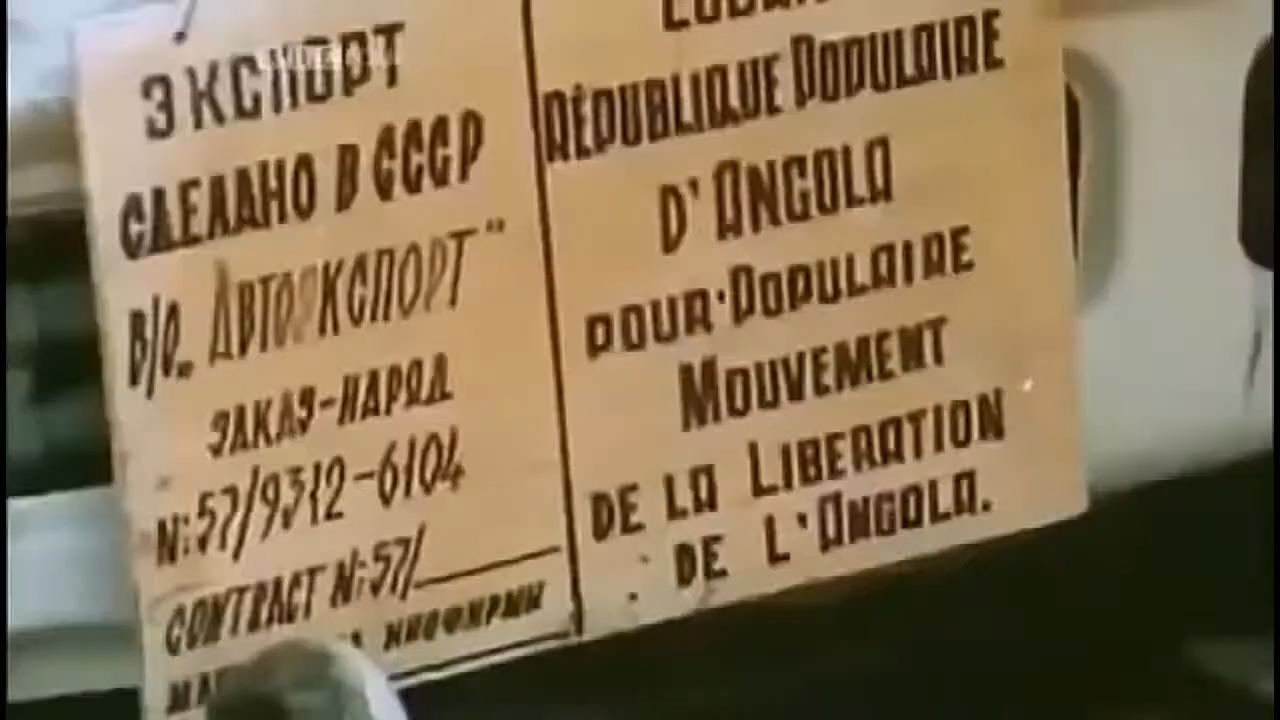 ЭКСПОРТ
СДЕЛАНО В СССР
В/О „АВТОЭКСПОРТ"
ЗАКАЗ-НАРЯД
N:57/9312-6104
CONTRACT N:57/
RÉPUBLIQUE POPULAIRE
D'ANGOLA
POUR·POPULAIRE
MOUVEMENT
DE LA LIBERATION
DE L'ANGOLA.